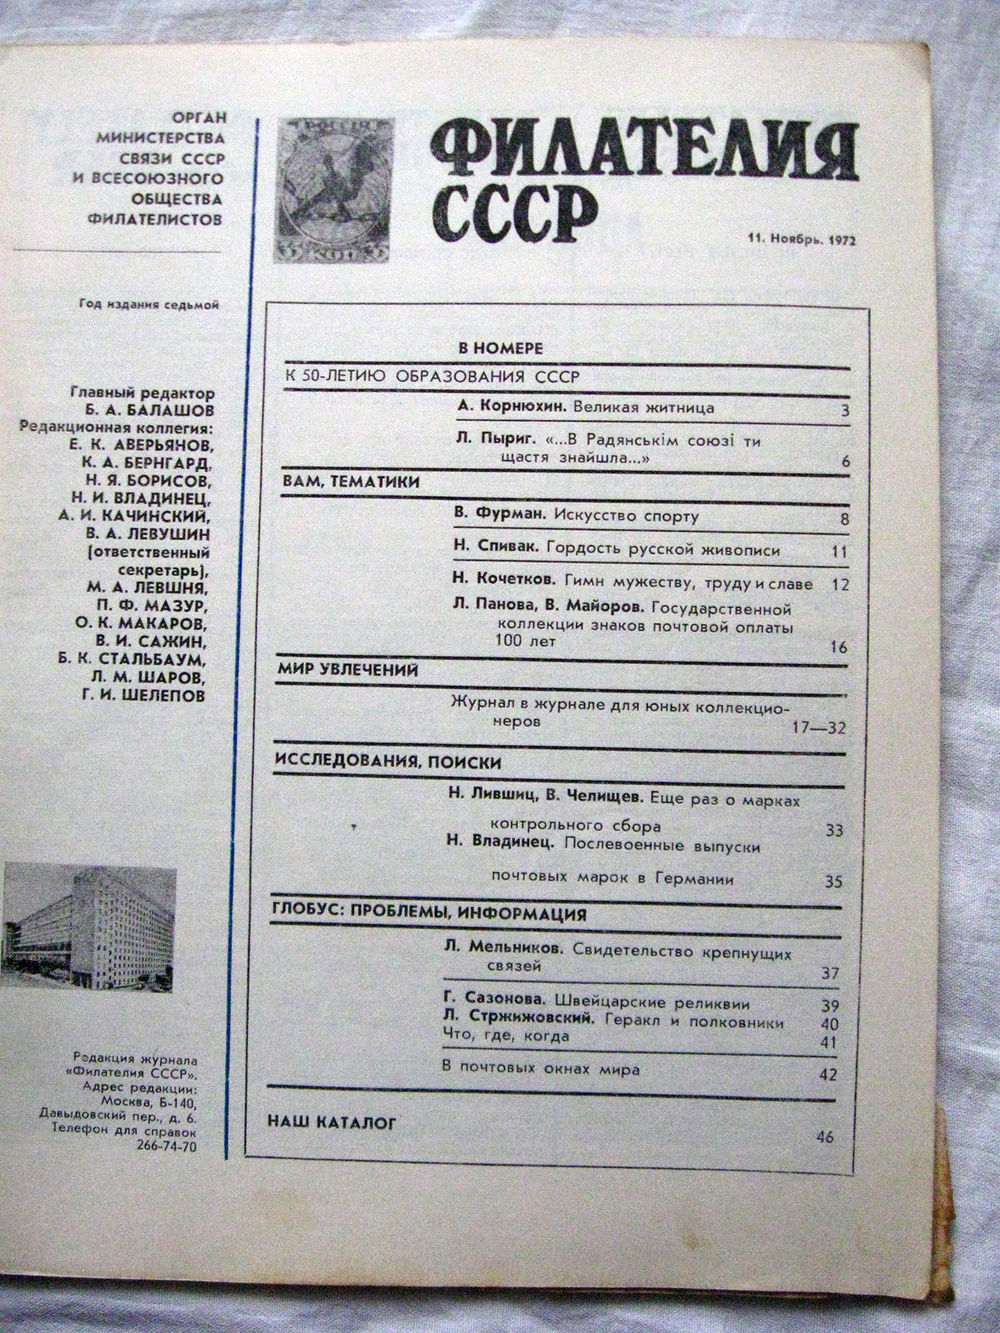 ОРГАН
МИНИСТЕРСТВА
СВЯЗИ СССР
И ВСЕСОЮЗНОГО
ОБЩЕСТВА
ФИЛАТЕЛИСТОВ
Год издания седьмой
Главный редактор
Б. А. БАЛАШОВ
Редакционная коллегия:
Е. К. АВЕРЬЯНОВ,
К. А. БЕРНГАРД,
Н. Я. БОРИСОВ,
Н. И. ВЛАДИНЕЦ,
А. И. КАЧИНСКИЙ,
В. А. ЛЕВУШИН
(ответственный
секретарь),
М. А. ЛЕВШНЯ,
П. Ф. МАЗУР,
О. К. МАКАРОВ,
В. И. САЖИН,
Б. К. СТАЛЬБАУМ,
Л. М. ШАРОВ,
Г. И. ШЕЛЕПОВ
Редакция журнала
«Филателия СССР».
Адрес редакции:
Москва, Б-140,
Давыдовский пер., д. 6.
Телефон для справок
266-74-70
РОССІЯ
ФИЛАТЕЛИЯ
СССР
11. Ноябрь. 1972
В НОМЕРЕ
К 50-ЛЕТИЮ ОБРАЗОВАНИЯ СССР
А. Корнюхин. Великая житница 3
Л. Пыриг. «...В Радянськім союзі ти
щастя знайшла...» 6
ВАМ, ТЕМАТИКИ
В. Фурман. Искусство спорту 8
Н. Спивак. Гордость русской живописи 11
Н. Кочетков. Гимн мужеству, труду и славе 12
Л. Панова, В. Майоров. Государственной
коллекции знаков почтовой оплаты
100 лет 16
МИР УВЛЕЧЕНИЙ
Журнал в журнале для юных коллекцио-
неров 17—32
ИССЛЕДОВАНИЯ, ПОИСКИ
Н. Лившиц, В. Челищев. Еще раз о марках
контрольного сбора 33
Н. Владинец. Послевоенные выпуски
почтовых марок в Германии 35
ГЛОБУС: ПРОБЛЕМЫ, ИНФОРМАЦИЯ
Л. Мельников. Свидетельство крепнущих
связей 37
Г. Сазонова. Швейцарские реликвии 39
Л. Стржижовский. Геракл и полковники 40
Что, где, когда 41
В почтовых окнах мира 42
НАШ КАТАЛОГ 46